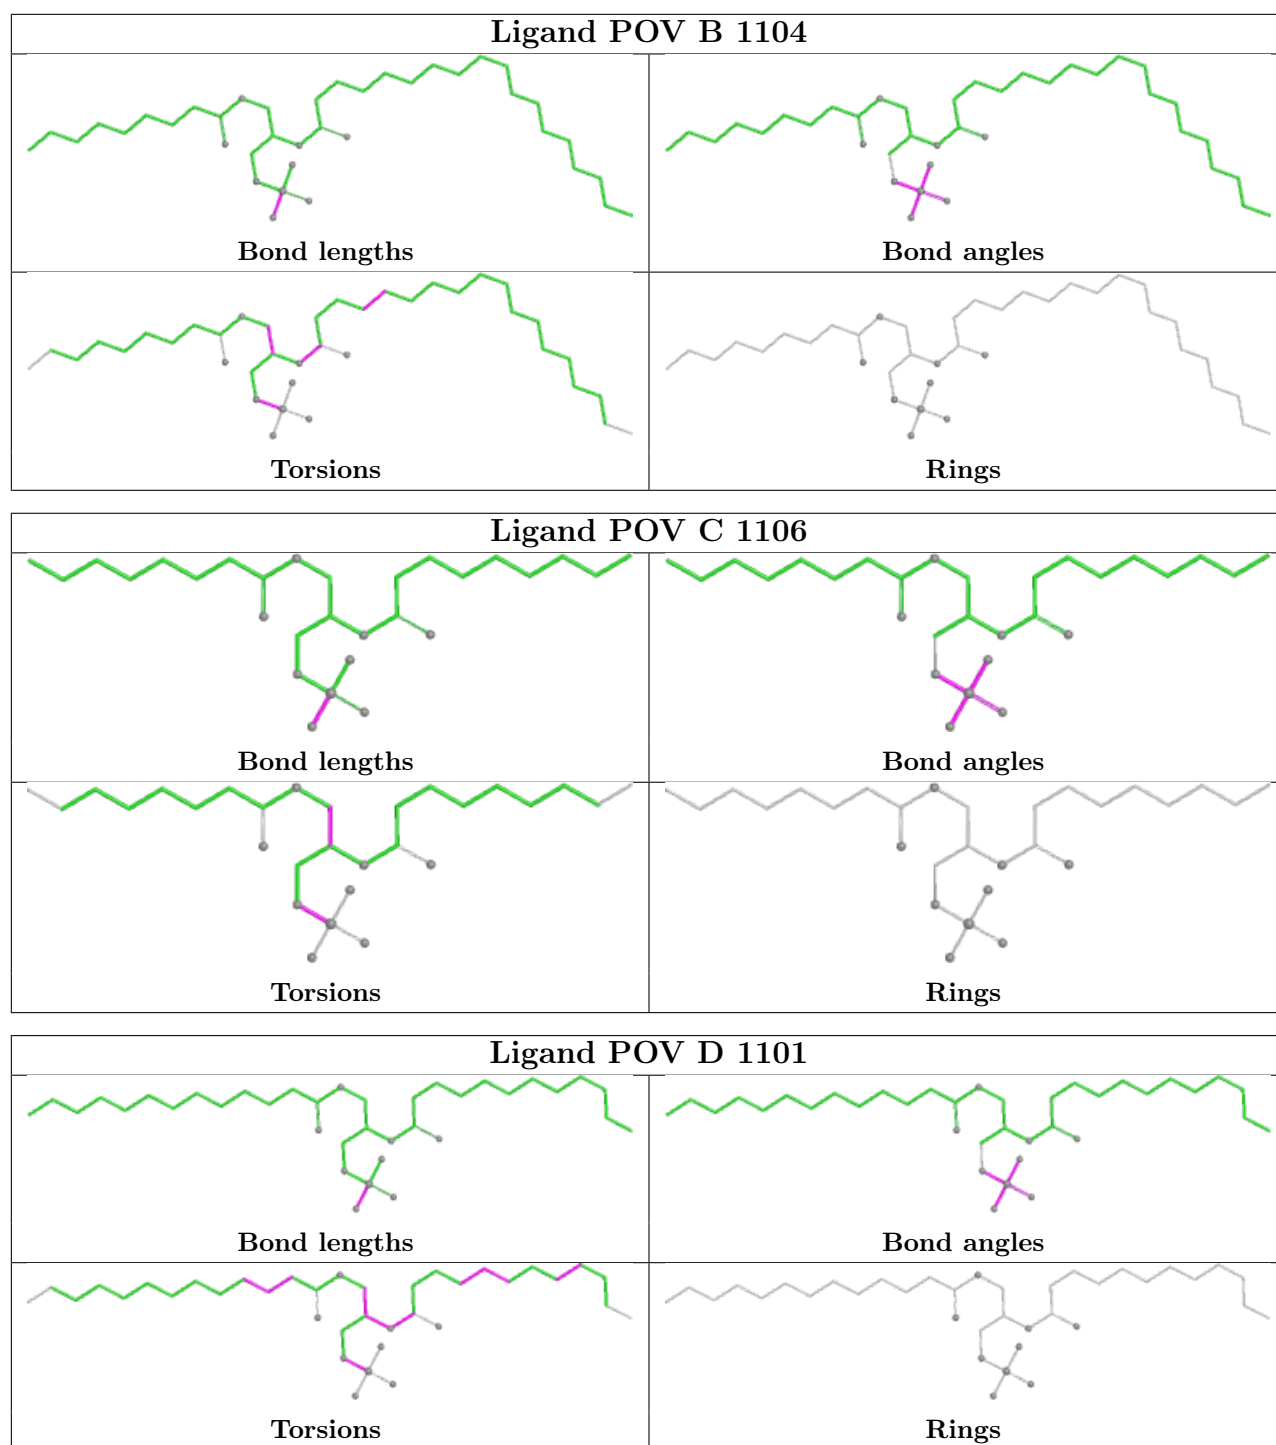 Ligand POV B 1104
Bond lengths
Bond angles
Torsions
Rings
Ligand POV C 1106
Bond lengths
Bond angles
Torsions
Rings
Ligand POV D 1101
Bond lengths
Bond angles
Torsions
Rings